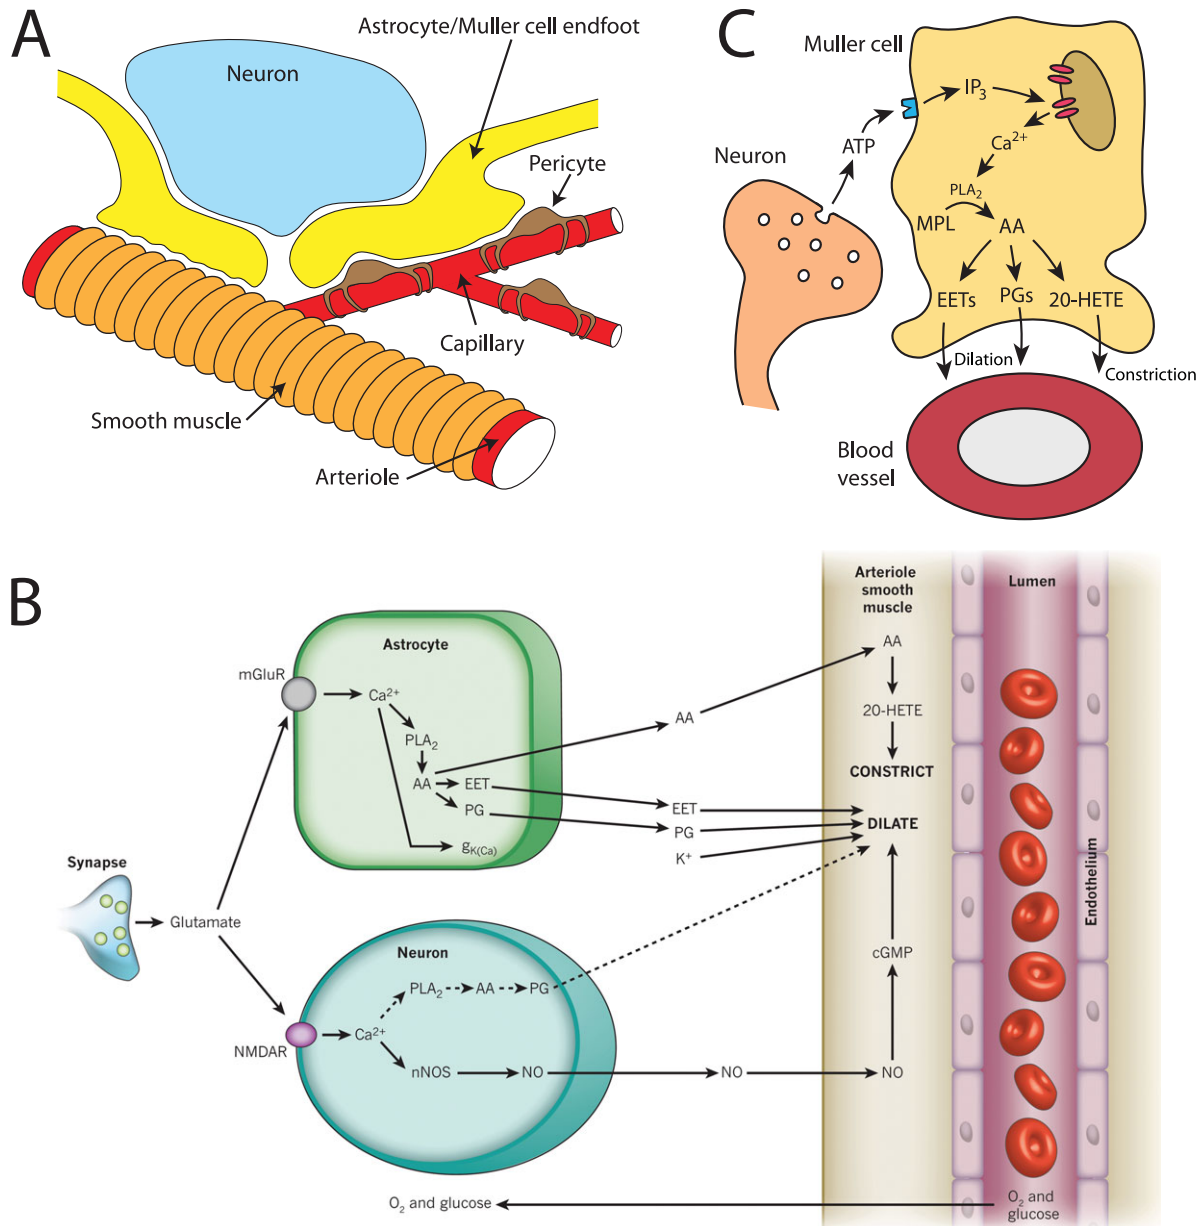 A
Astrocyte/Muller cell endfoot
Neuron
Pericyte
Capillary
Smooth muscle
Arteriole
C
Muller cell
IP₃
ATP
Ca²⁺
Neuron
PLA₂
MPL
AA
EETs
PGs
20-HETE
Dilation
Constriction
Blood
vessel
B
Arteriole
smooth
muscle
Lumen
Astrocyte
AA
mGluR
Ca²⁺
20-HETE
AA
PLA₂
CONSTRICT
AA
EET
EET
PG
PG
DILATE
K⁺
gK(Ca)
Synapse
Endothelium
Glutamate
Neuron
cGMP
PLA₂
AA
PG
Ca²⁺
NMDAR
nNOS
NO
NO
NO
O₂ and glucose
O₂ and
glucose